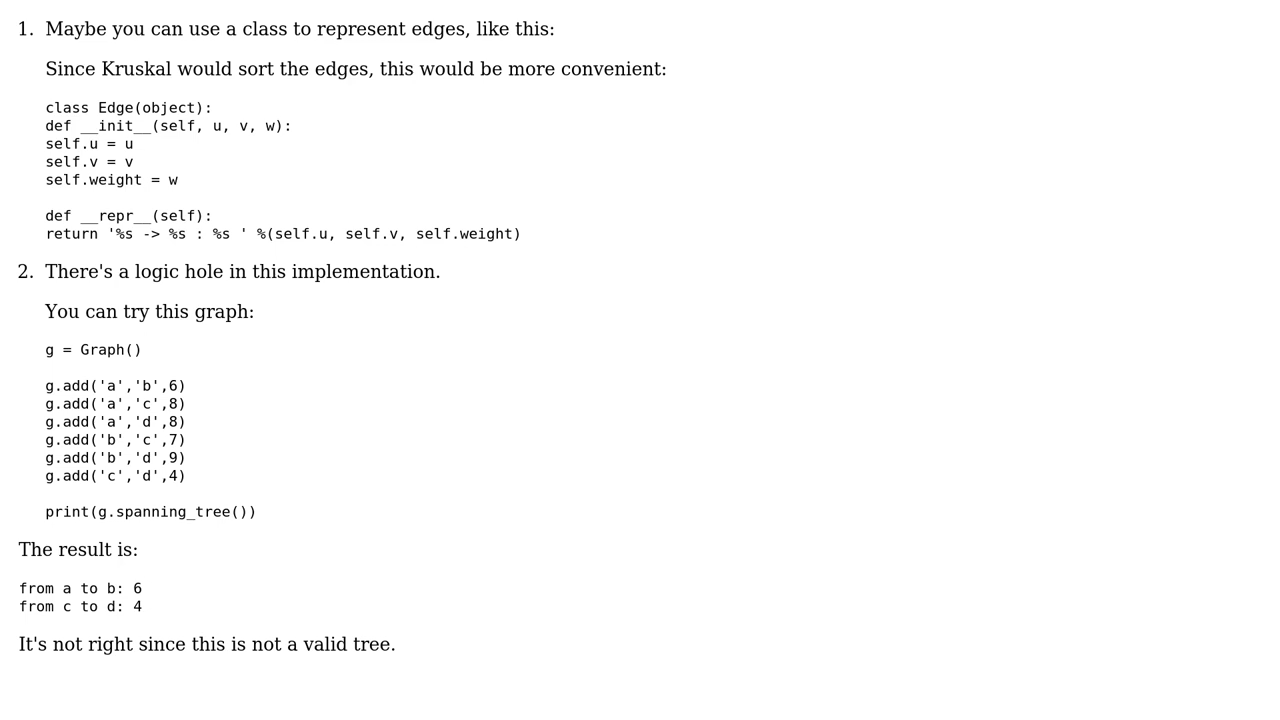 1. Maybe you can use a class to represent edges, like this:
Since Kruskal would sort the edges, this would be more convenient:
class Edge(object):
def __init__(self, u, v, w):
self.u = u
self.v = v
self.weight = w
def __repr__(self):
return '%s -> %s : %s ' %(self.u, self.v, self.weight)
2. There's a logic hole in this implementation.
You can try this graph:
g = Graph()
g.add('a','b',6)
g.add('a','c',8)
g.add('a','d',8)
g.add('b','c',7)
g.add('b','d',9)
g.add('c','d',4)
print(g.spanning_tree())
The result is:
from a to b: 6
from c to d: 4
It's not right since this is not a valid tree.